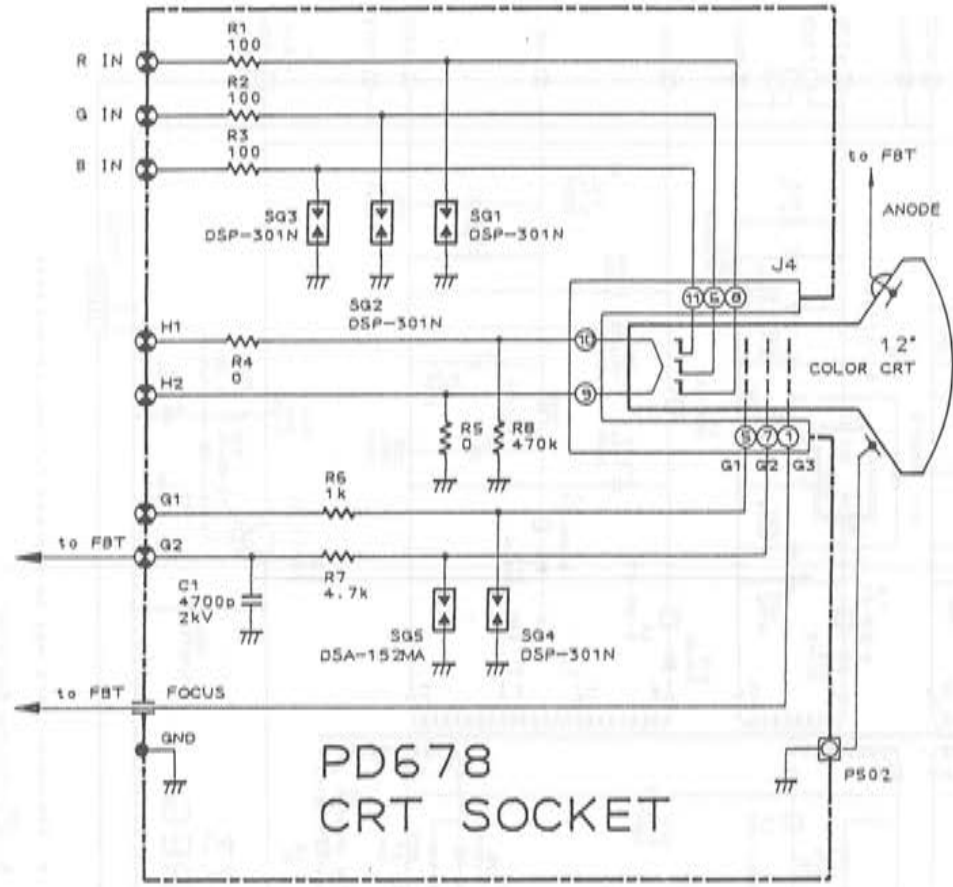 R1
100
R IN
R2
100
G IN
R3
100
B IN
to FBT
ANODE
SG3
DSP-301N
SG1
DSP-301N
J4
SG2
DSP-301N
11 6 8
H1
10
R4
0
12"
COLOR CRT
H2
9
R5
0
R8
470k
5 7 1
G1 G2 G3
R6
1k
G1
to FBT
G2
R7
4.7k
C1
4700p
2kV
SG5
DSA-152MA
SG4
DSP-301N
to FBT
FOCUS
GND
PD678
CRT SOCKET
P502